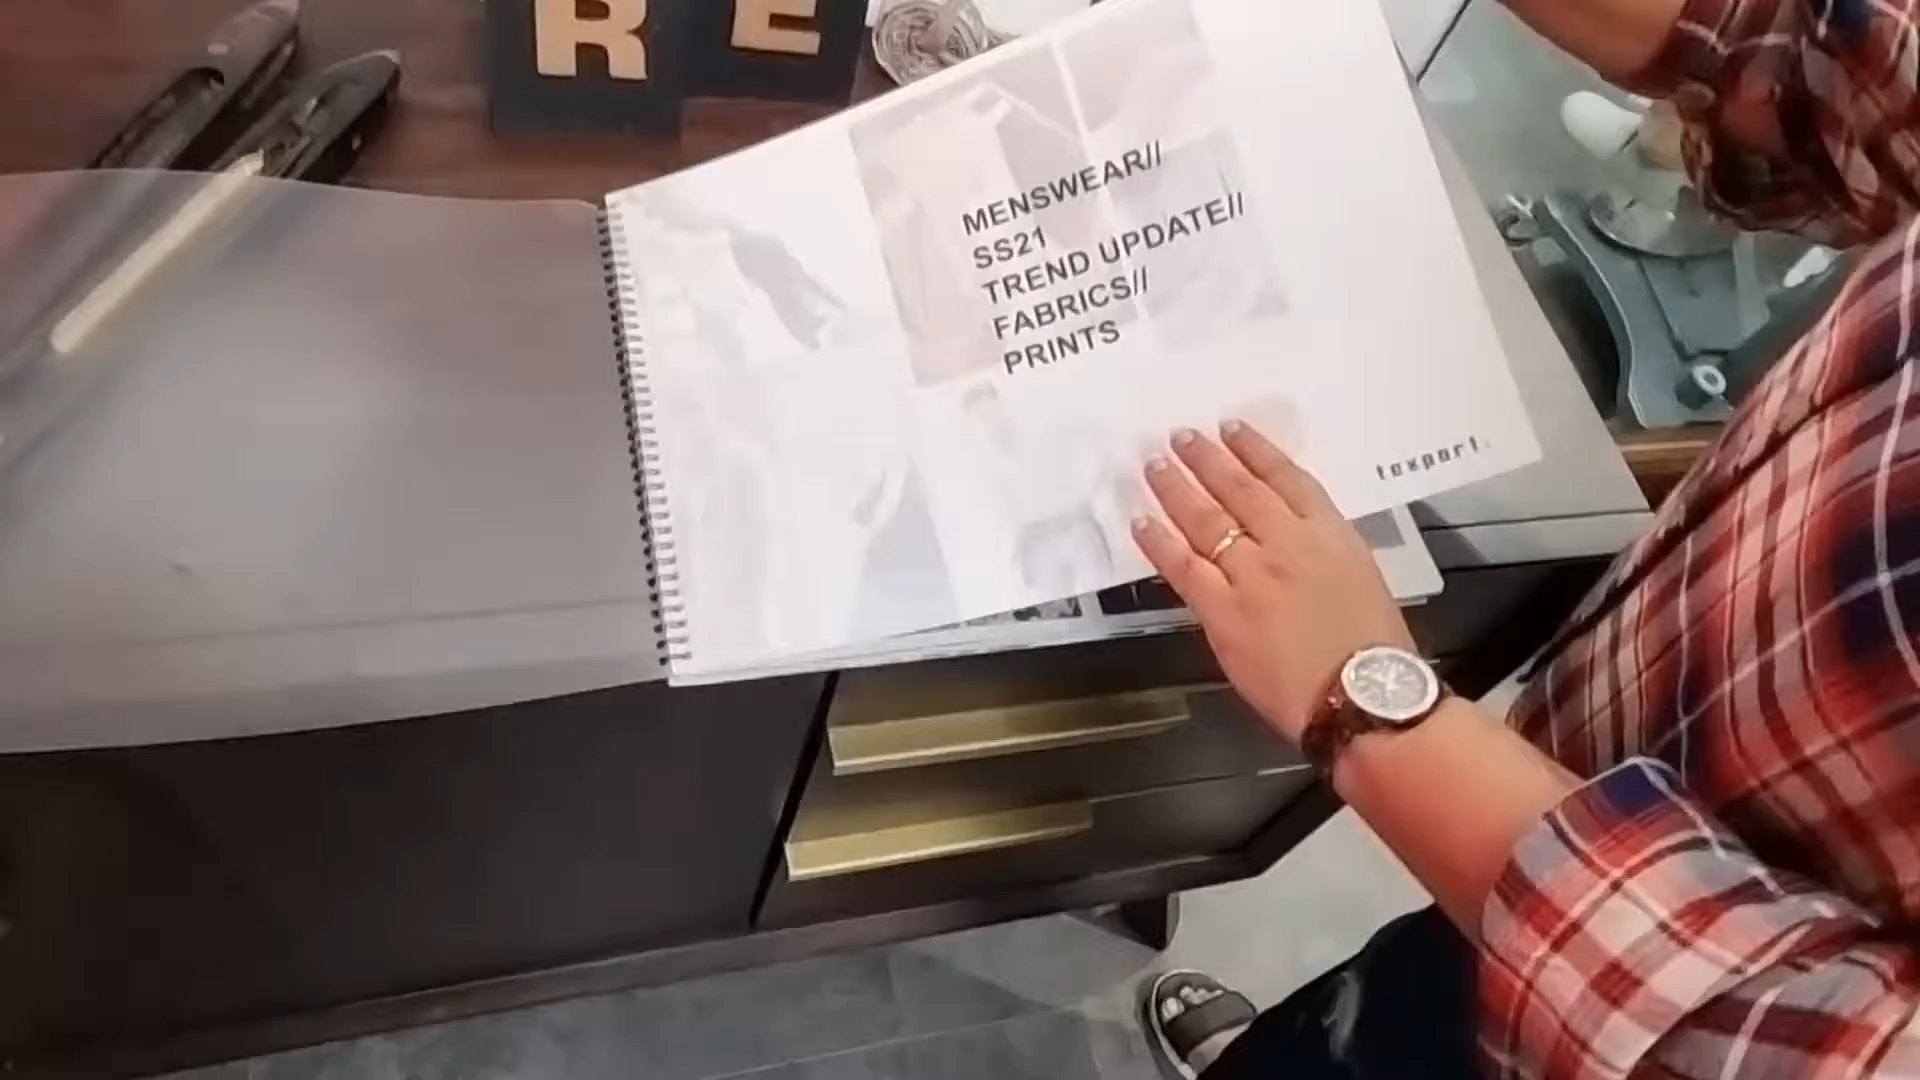 R E
MENSWEAR//
SS21
TREND UPDATE//
FABRICS//
PRINTS
texport.